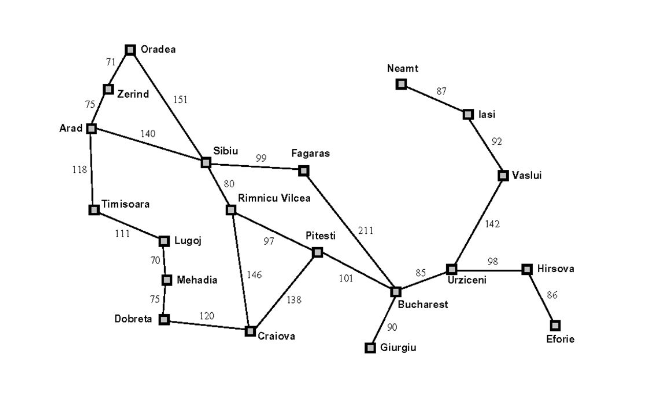 Oradea
71
Neamt
87
Zerind
151
75
Iasi
Arad
140
92
Sibiu
Fagaras
99
118
80
Vaslui
Timisoara
Rimnicu Vilcea
211
142
111
Lugoj
97
Pitesti
70
Mehadia
146
101
85
98
Hirsova
Urziceni
75
138
86
Bucharest
Dobreta
120
90
Craiova
Giurgiu
Eforie